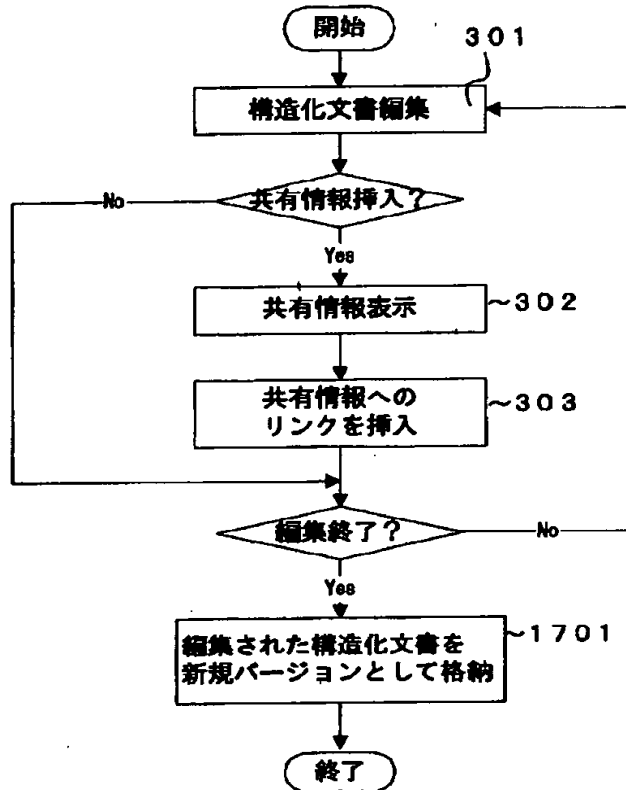 開始
301
構造化文書編集
共有情報挿入?
No
Yes
共有情報表示
~302
共有情報への
リンクを挿入
~303
編集終了?
No
Yes
編集された構造化文書を
新規バージョンとして格納
~1701
終了